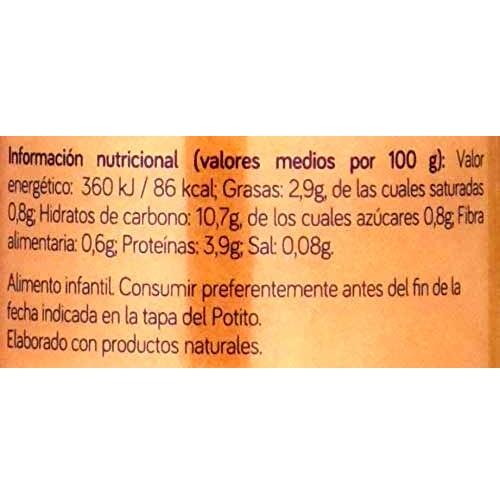 Información nutricional (valores medios por 100 g): Valor
energético: 360 kJ / 86 kcal; Grasas: 2,9g, de las cuales saturadas
0,8g; Hidratos de carbono: 10,7g, de los cuales azúcares 0,8g; Fibra
alimentaria: 0,6g; Proteínas: 3,9g; Sal: 0,08g.
Alimento infantil. Consumir preferentemente antes del fin de la
fecha indicada en la tapa del Potito.
Elaborado con productos naturales.